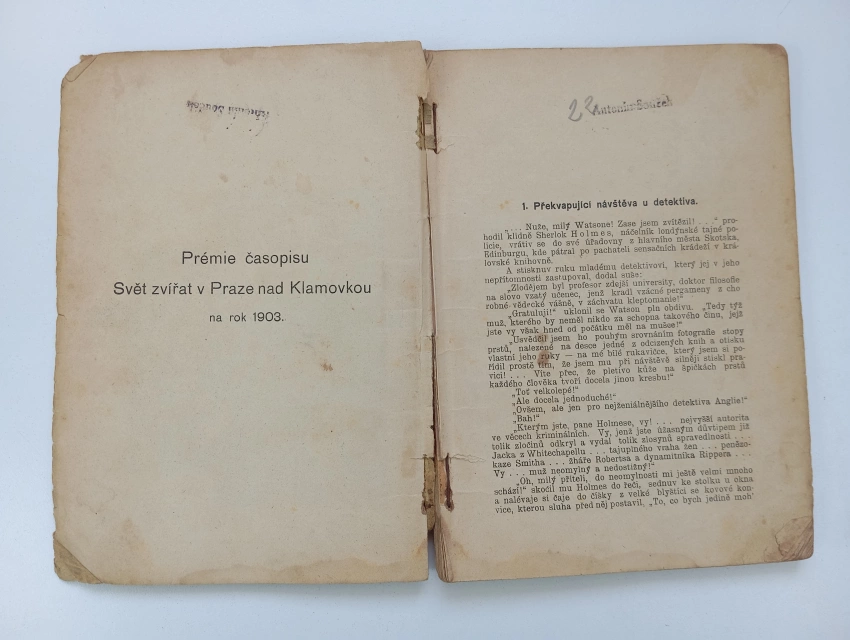 Antonín Souček
Prémie časopisu
Svět zvířat v Praze nad Klamovkou
na rok 1903.
22
Antonín Souček
1. Překvapující návštěva u detektiva.
„... Nuže, milý Watsone! Zase jsem zvítězil! ...“ pro-
hodil klidně Sherlok Holmes, náčelník londýnské tajné po-
licie, vrátiv se do své úřadovny z hlavního města Skotska,
Edinburgu, kde pátral po pachateli sensačních krádeží v krá-
lovské knihovně.
A stisknuv ruku mladému detektivovi, který jej v jeho
nepřítomnosti zastupoval, dodal suše:
„Zlodějem byl profesor zdejší university, doktor filosofie
na slovo vzatý učenec, jenž kradl vzácné pergameny z cho
robné vědecké vášně, v záchvatu kleptomanie!“
„Gratuluji!“ uklonil se Watson pln obdivu. „Tedy týž
muž, kterého by neměl nikdo za schopna takového činu, jejž
jste vy však hned od počátku měl na mušce!“
„Usvědčil jsem ho pouhým srovnáním fotografie stopy
prstů, nalezené na desce jedné z odcizených knih a otisku
vlastní jeho ruky — na mé bílé rukavičce, který jsem si po-
řídil prostě tím, že jsem mu při návštěvě silněji stiskl pra-
vici! ... Víte přec, že pletivo kůže na špičkách prstů
každého člověka tvoří docela jinou kresbu!“
„Toť velkolepé!“
„Ale docela jednoduché!“
„Ovšem, ale jen pro nejženiálnějšího detektiva Anglie!“
„Bah!“
„Kterým jste, pane Holmese, vy! ... nejvyšší autorita
ve věcech kriminálních. Vy, jenž jste úžasným důvtipem již
tolik zločinů odkryl a vydal tolik zlosynů spravedlnosti ...
Jacka z Whitechapellu ... tajuplného vraha žen ... ponězo-
kaze Smitha ... žháře Robertsa a dynamitníka Rippera ...
Vy ... muž neomylný a nedostižný!“
„Oh, milý příteli, do neomylnosti mi ještě velmi mnoho
schází!“ skočil mu Holmes do řeči, sednuv ke stolku u okna
a nalévaje si čaje do číšky z velké blyštící se kovové kon-
vice, kterou sluha před něj postavil. „To, co bych jedině moh'